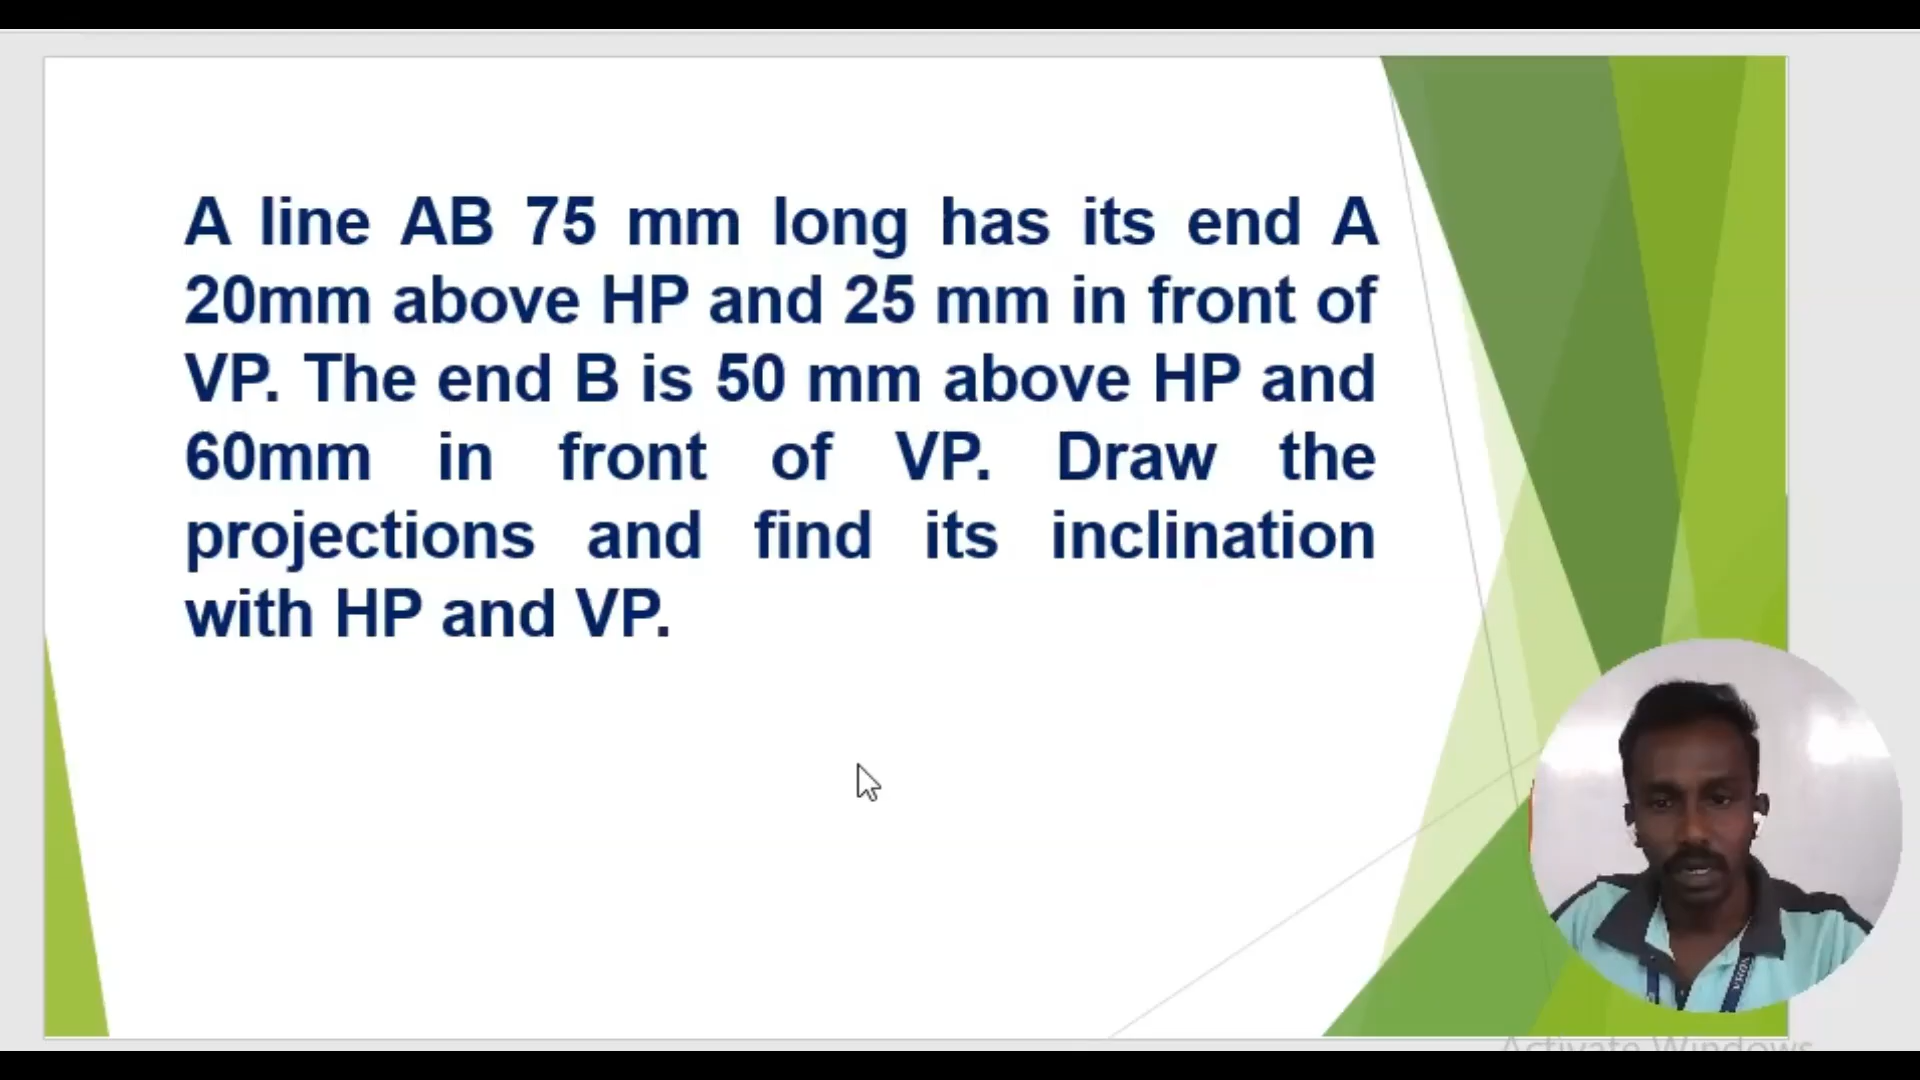 A line AB 75 mm long has its end A
20mm above HP and 25 mm in front of
VP. The end B is 50 mm above HP and
60mm in front of VP. Draw the
projections and find its inclination
with HP and VP.
Activate Windows